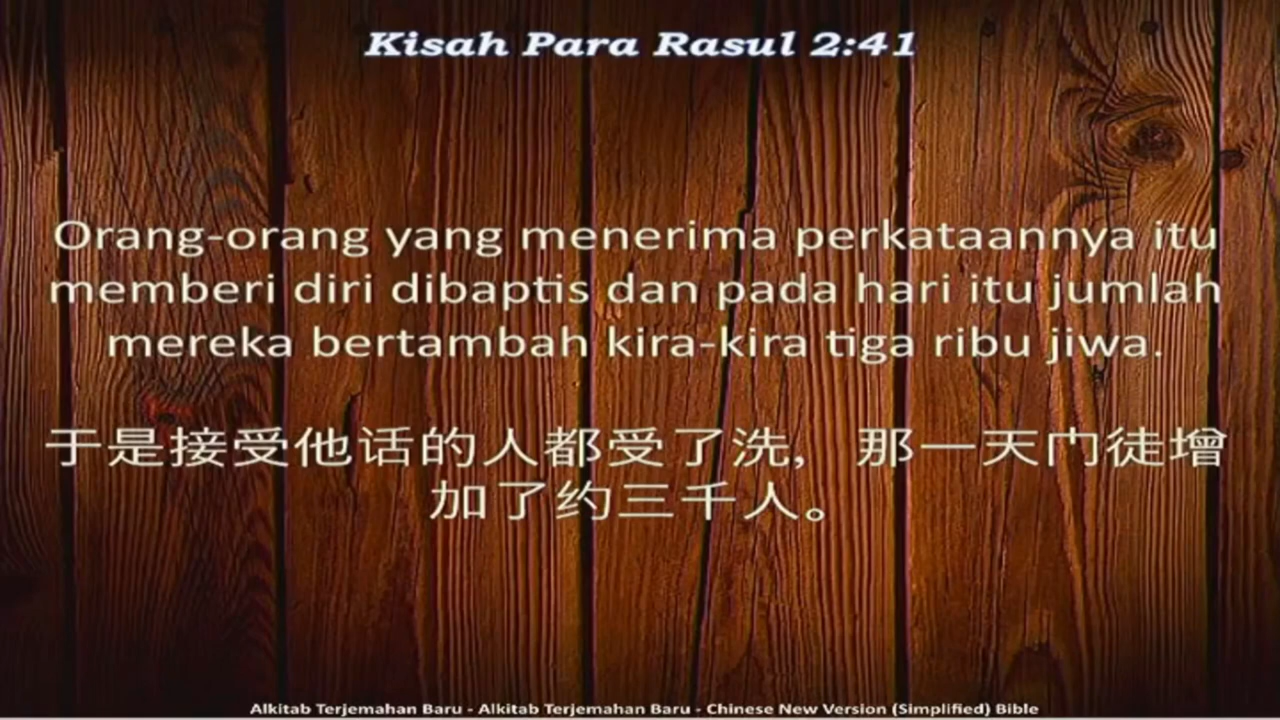 Kisah Para Rasul 2:41
Orang-orang yang menerima perkataannya itu
memberi diri dibaptis dan pada hari itu jumlah
mereka bertambah kira-kira tiga ribu jiwa.
于是接受他话的人都受了洗， 那一天门徒增
加了约三千人。
Alkitab Terjemahan Baru - Alkitab Terjemahan Baru - Chinese New Version (Simplified) Bible